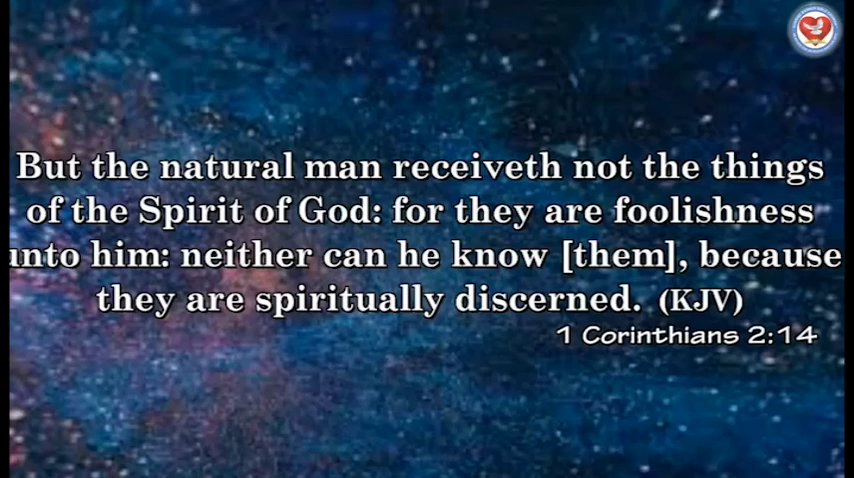 But the natural man receiveth not the things
of the Spirit of God: for they are foolishness
unto him: neither can he know [them], because
they are spiritually discerned. (KJV)
1 Corinthians 2:14